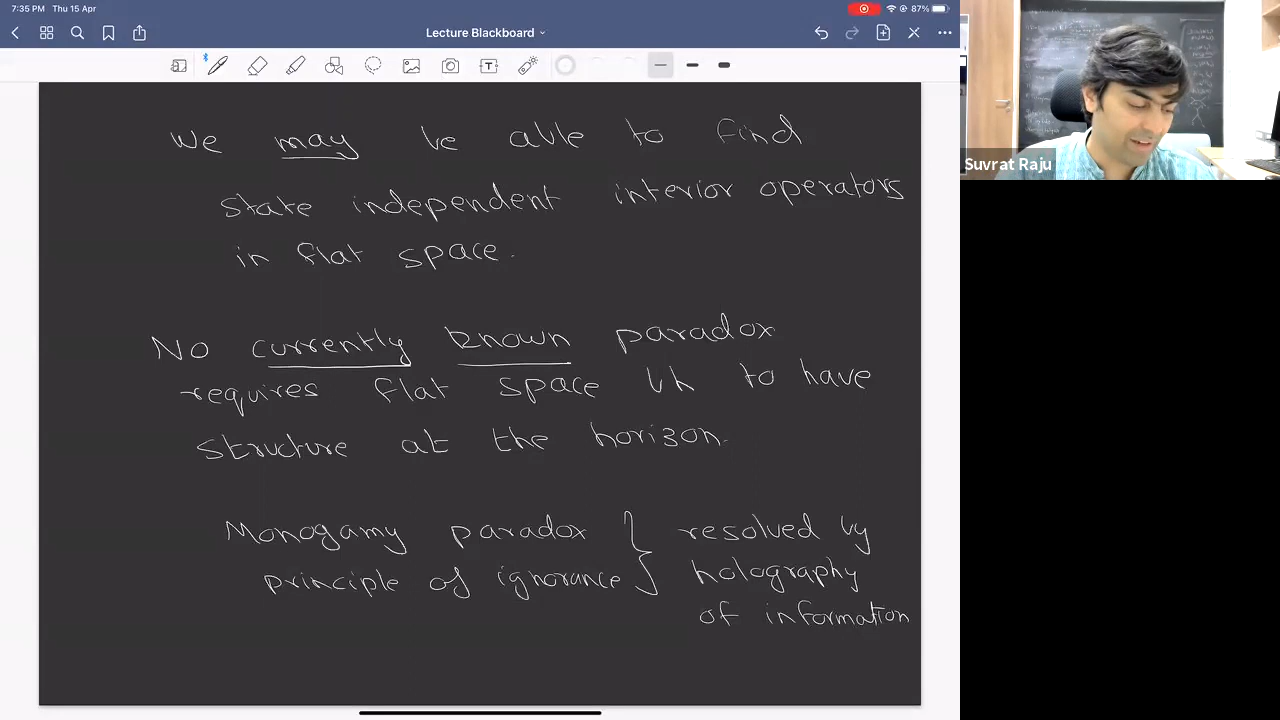 7:35 PM Thu 15 Apr
87%
Lecture Blackboard
We may be able to find
state independent interior operators
in flat space.
No currently known paradox
requires flat space bh to have
structure at the horizon.
Monogamy paradox
principle of ignorance
resolved by
holography
of information
Suvrat Raju